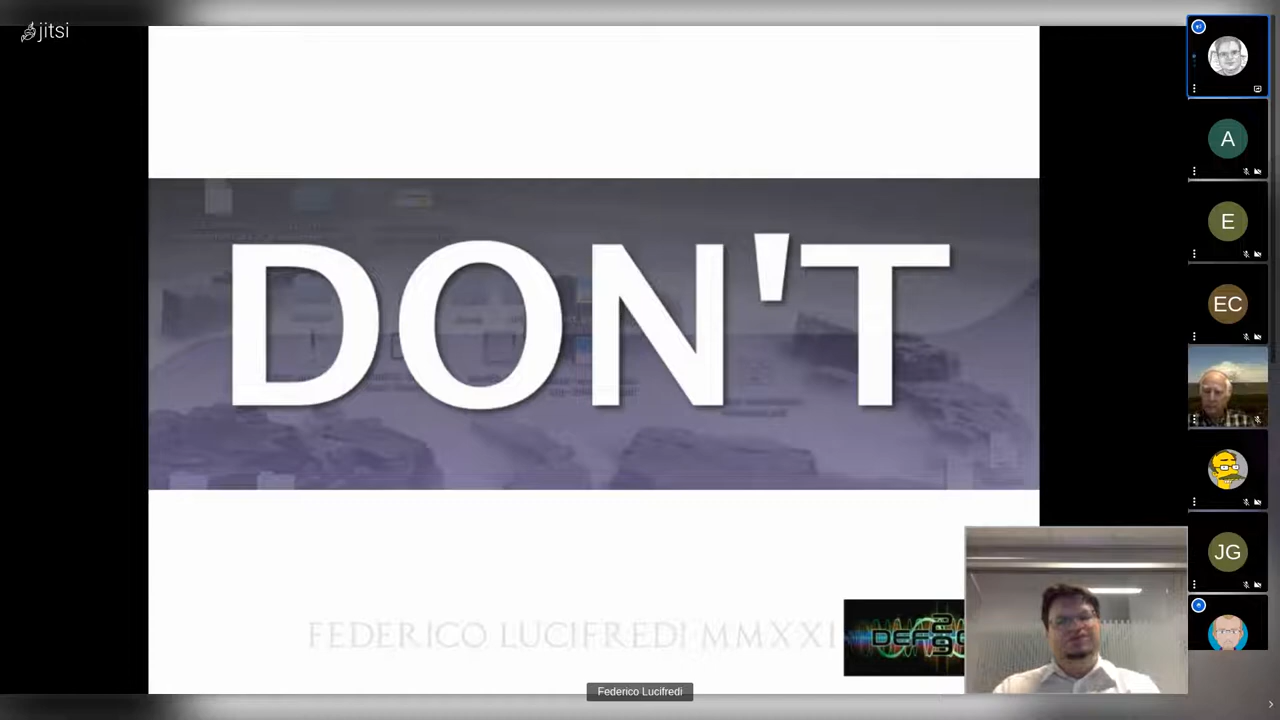 jitsi
A
E
DON'T
EC
JG
FEDERICO LUCIFREDI MMXXI
Federico Lucifredi